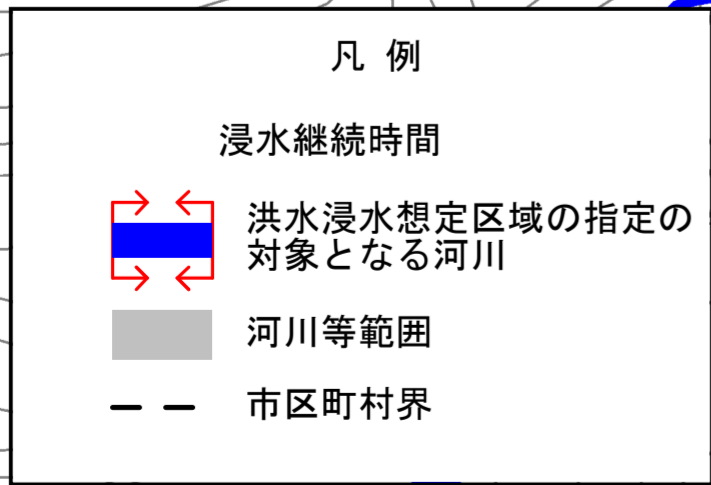 凡 例
浸水継続時間
洪水浸水想定区域の指定の
対象となる河川
河川等範囲
市区町村界